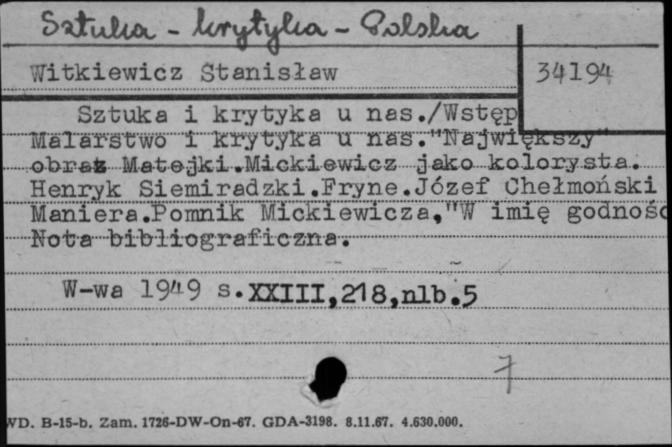 Sztuka - krytyka - Polska
Witkiewicz Stanisław
34194
Sztuka i krytyka u nas./Wstęp
Malarstwo i krytyka u nas."Największy"
obraz Matejki.Mickiewicz jako kolorysta.
Henryk Siemiradzki.Fryne.Józef Chełmoński
Maniera.Pomnik Mickiewicza,"W imię godnośc
Nota bibliograficzna.
W-wa 1949 s.XXIII,218,nlb.5
7
WD. B-15-b. Zam. 1726-DW-On-67. GDA-3198. 8.11.67. 4.630.000.